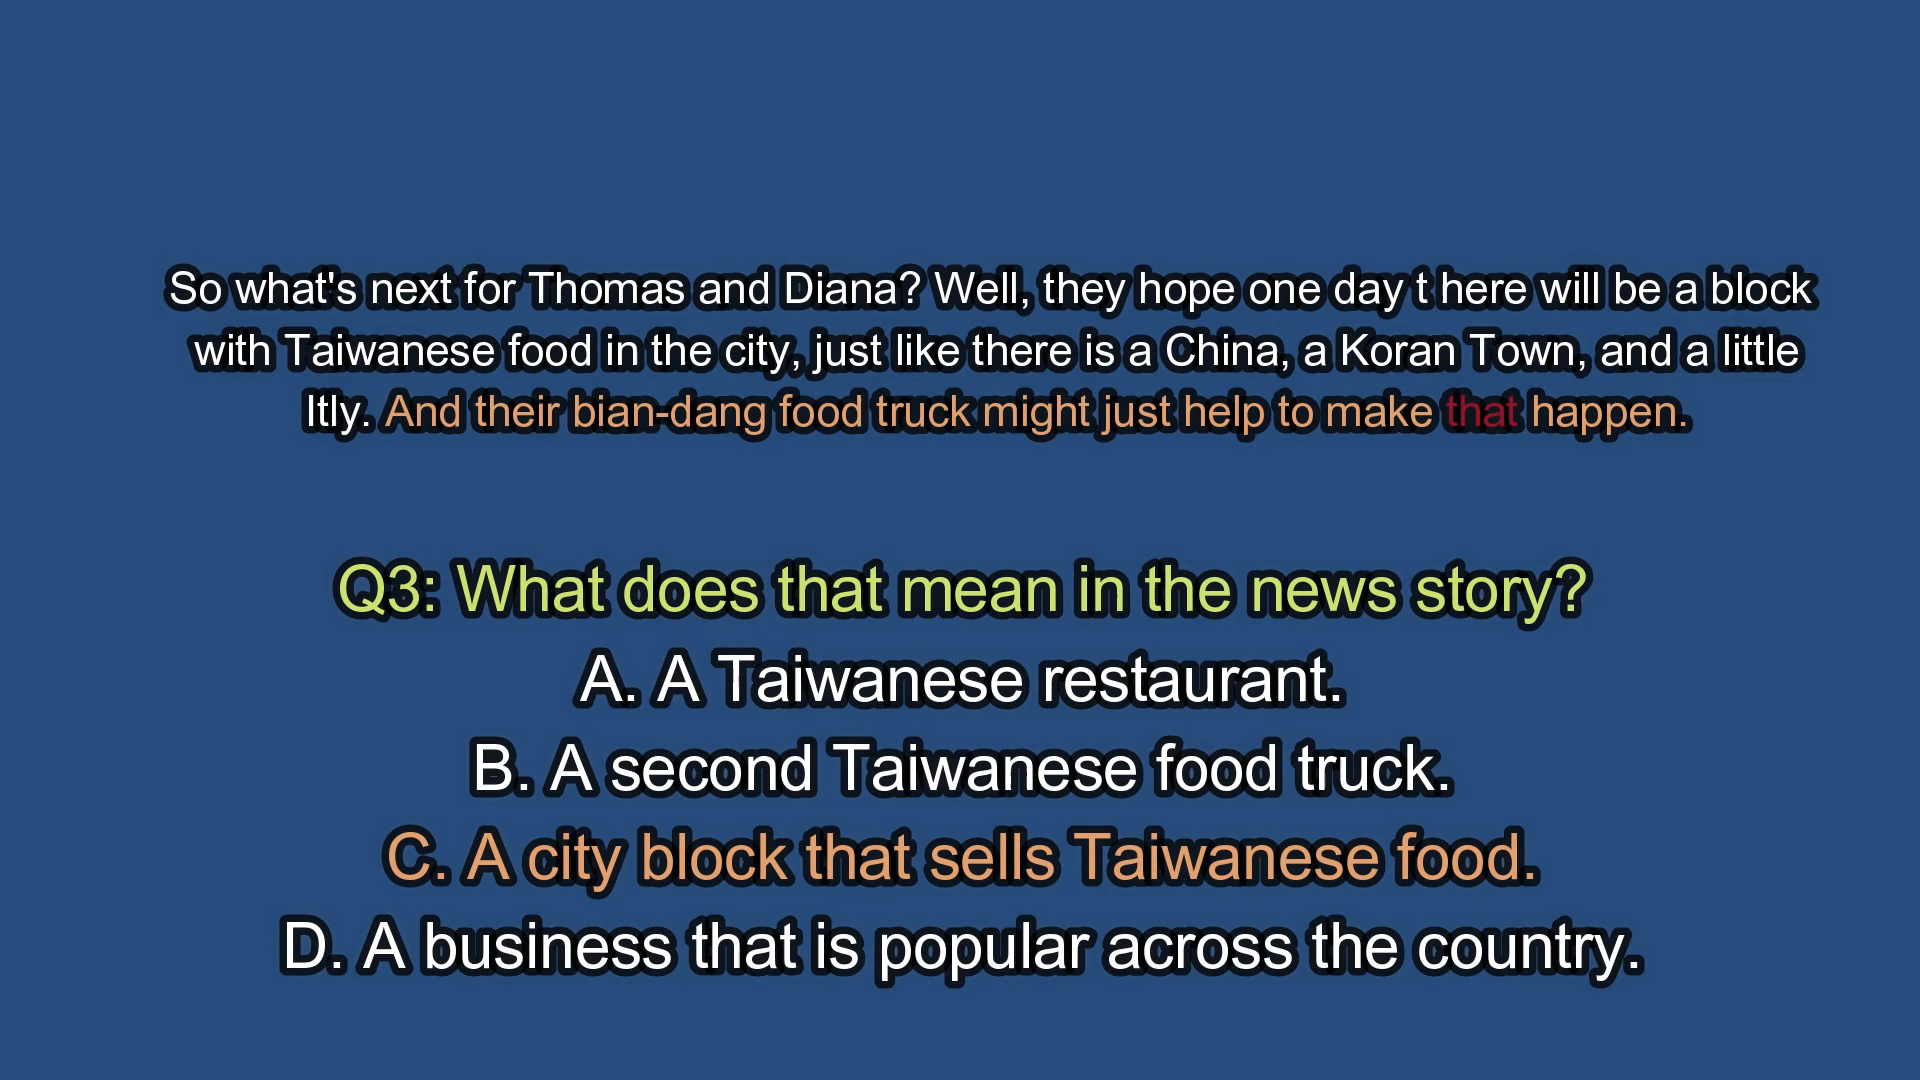 So what's next for Thomas and Diana? Well, they hope one day t here will be a block
with Taiwanese food in the city, just like there is a China, a Koran Town, and a little
Itly. And their bian-dang food truck might just help to make that happen.
Q3: What does that mean in the news story?
A. A Taiwanese restaurant.
B. A second Taiwanese food truck.
C. A city block that sells Taiwanese food.
D. A business that is popular across the country.